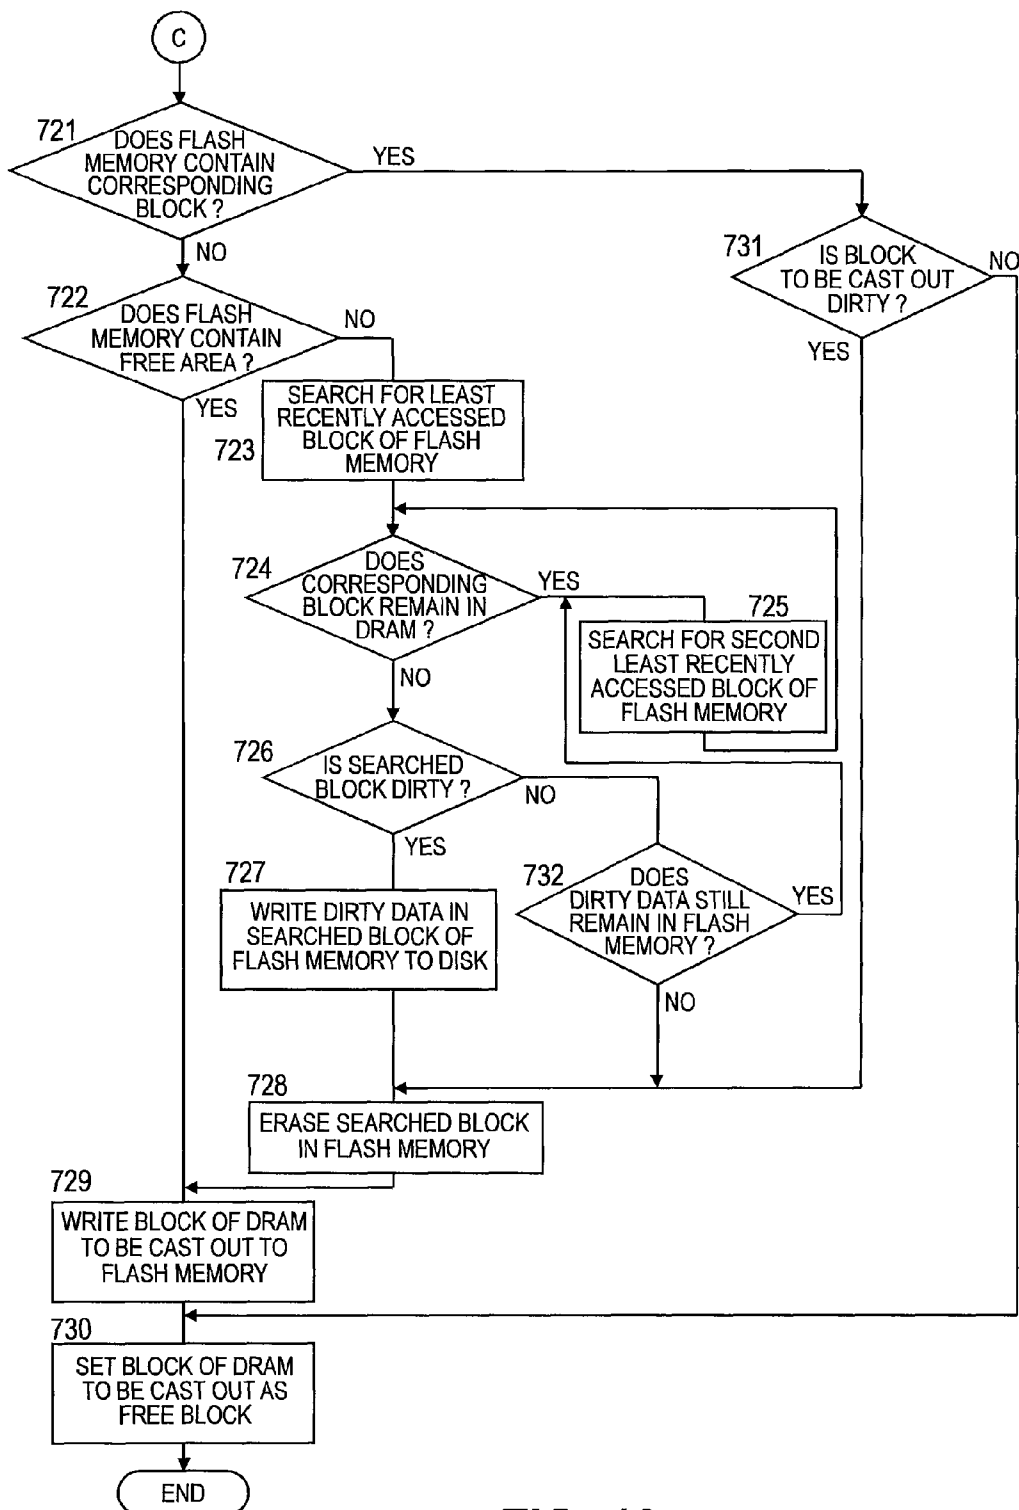 C
721
DOES FLASH
MEMORY CONTAIN
CORRESPONDING
BLOCK ?
YES
NO
731
IS BLOCK
TO BE CAST OUT
DIRTY ?
NO
YES
722
DOES FLASH
MEMORY CONTAIN
FREE AREA ?
NO
YES
SEARCH FOR LEAST
RECENTLY ACCESSED
BLOCK OF FLASH
MEMORY
723
724
DOES
CORRESPONDING
BLOCK REMAIN IN
DRAM ?
YES
NO
725
SEARCH FOR SECOND
LEAST RECENTLY
ACCESSED BLOCK OF
FLASH MEMORY
726
IS SEARCHED
BLOCK DIRTY ?
NO
YES
727
WRITE DIRTY DATA IN
SEARCHED BLOCK OF
FLASH MEMORY TO DISK
732
DOES
DIRTY DATA STILL
REMAIN IN FLASH
MEMORY ?
YES
NO
728
ERASE SEARCHED BLOCK
IN FLASH MEMORY
729
WRITE BLOCK OF DRAM
TO BE CAST OUT TO
FLASH MEMORY
730
SET BLOCK OF DRAM
TO BE CAST OUT AS
FREE BLOCK
END